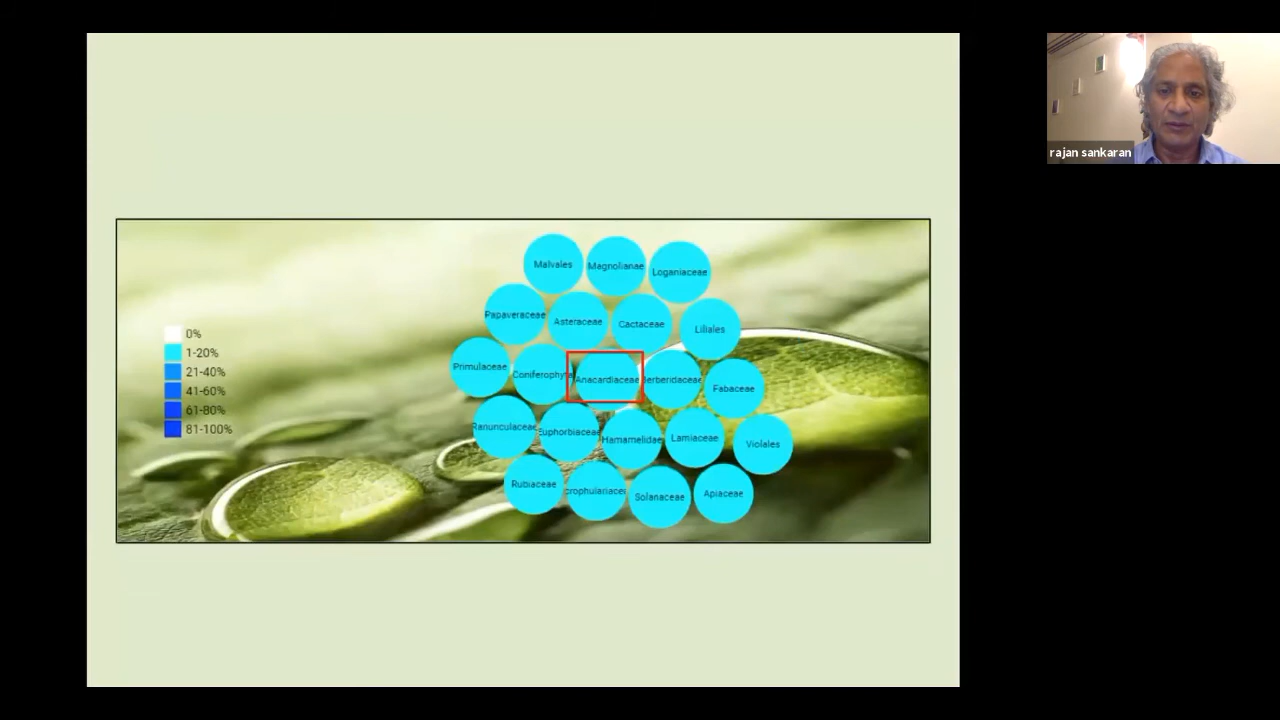 rajan sankaran
Malvales
Magnolianae
Loganiaceae
Papaveraceae
Asteraceae
Cactaceae
Liliales
0%
1-20%
21-40%
41-60%
61-80%
81-100%
Primulaceae
Coniferophyta
Anacardiaceae
Berberidaceae
Fabaceae
Ranunculaceae
Euphorbiaceae
Hamamelidae
Lamiaceae
Violales
Rubiaceae
crophulariacea
Solanaceae
Apiaceae